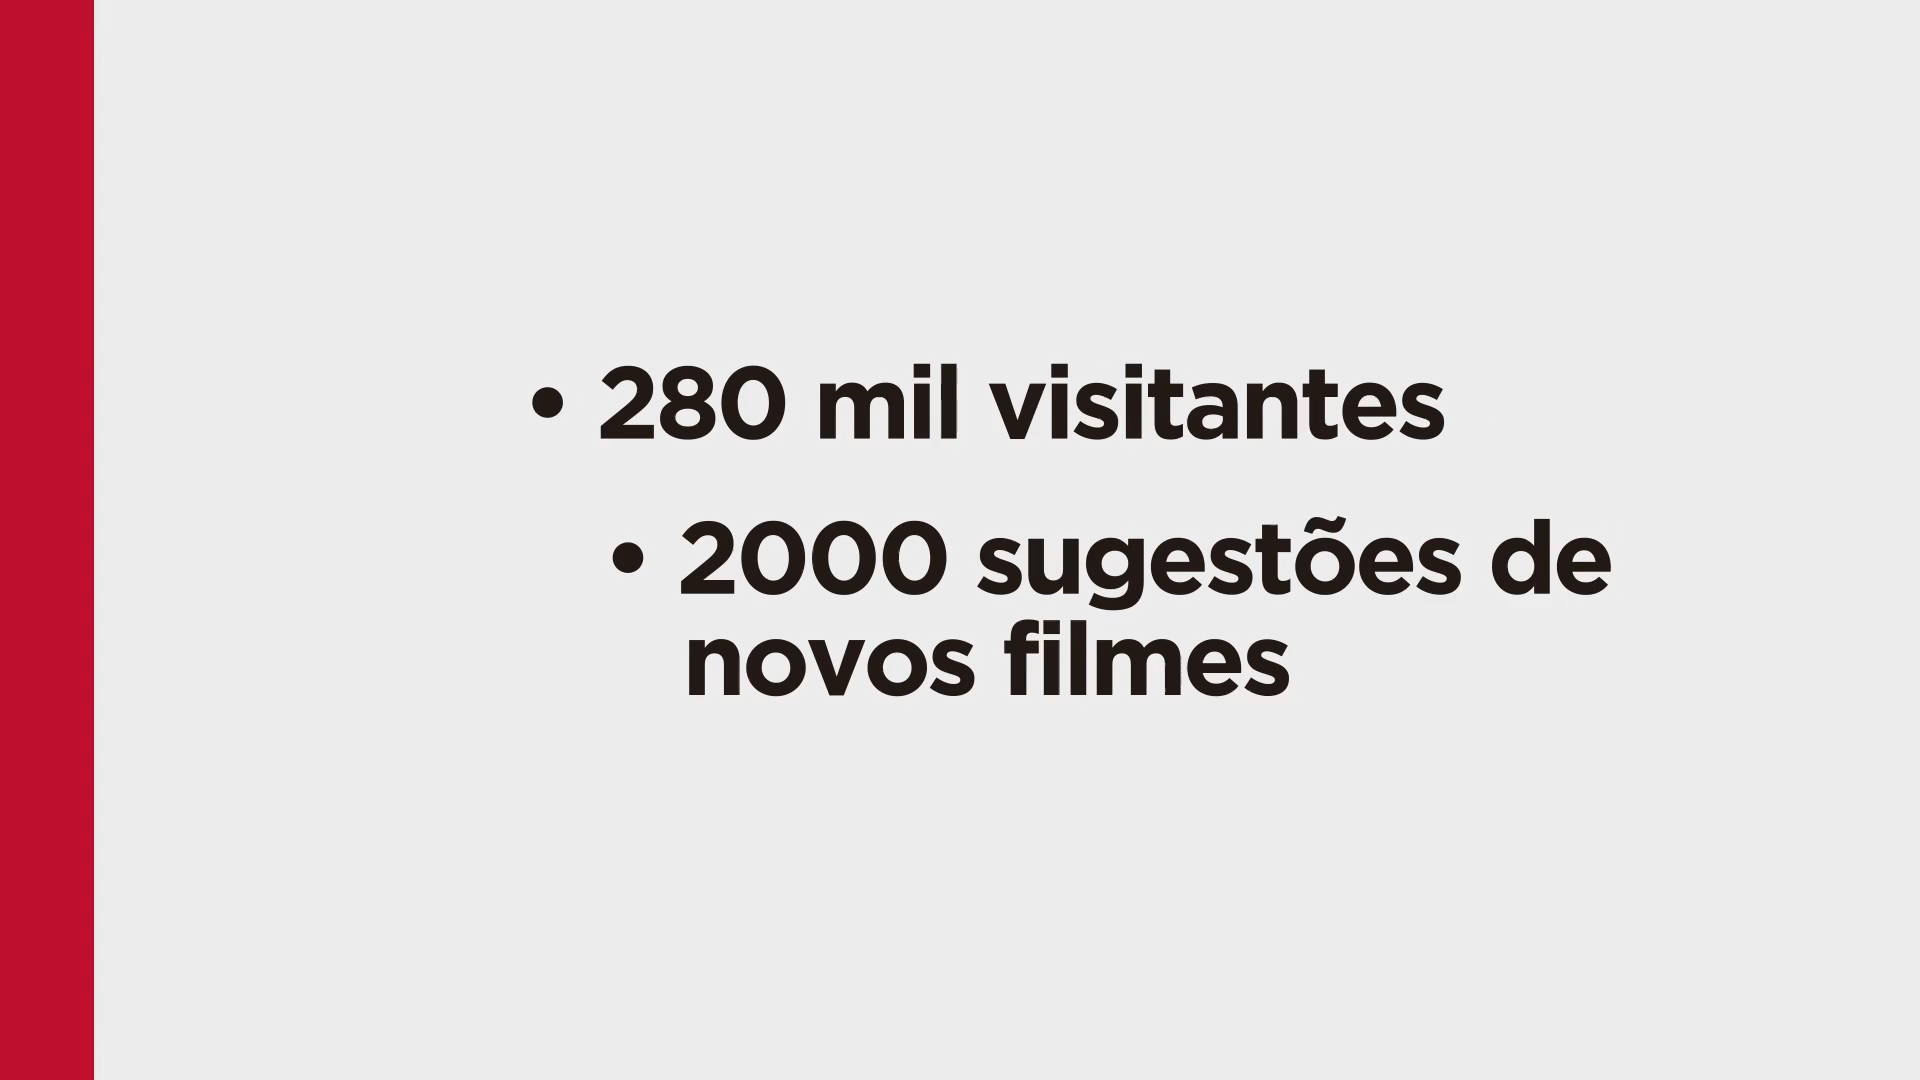 • 280 mil visitantes
• 2000 sugestões de
novos filmes